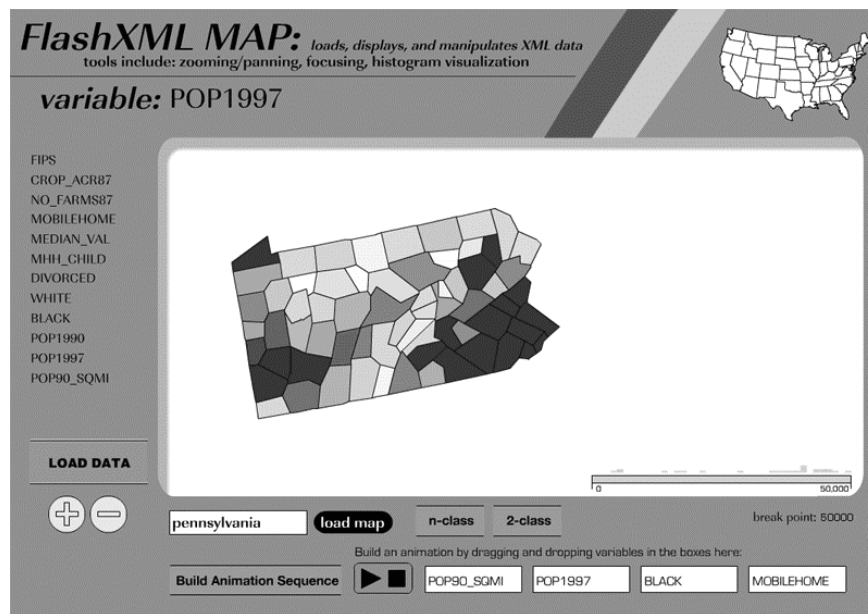 FlashXML MAP: loads, displays, and manipulates XML data
tools include: zooming/panning, focusing, histogram visualization
variable: POP1997
FIPS
CROP_ACR87
NO_FARMS87
MOBILEHOME
MEDIAN_VAL
MHH_CHILD
DIVORCED
WHITE
BLACK
POP1990
POP1997
POP90_SQMI
LOAD DATA
0 50,000
pennsylvania load map n-class 2-class break point: 50000
Build an animation by dragging and dropping variables in the boxes here:
Build Animation Sequence POP90_SQMI POP1997 BLACK MOBILEHOME